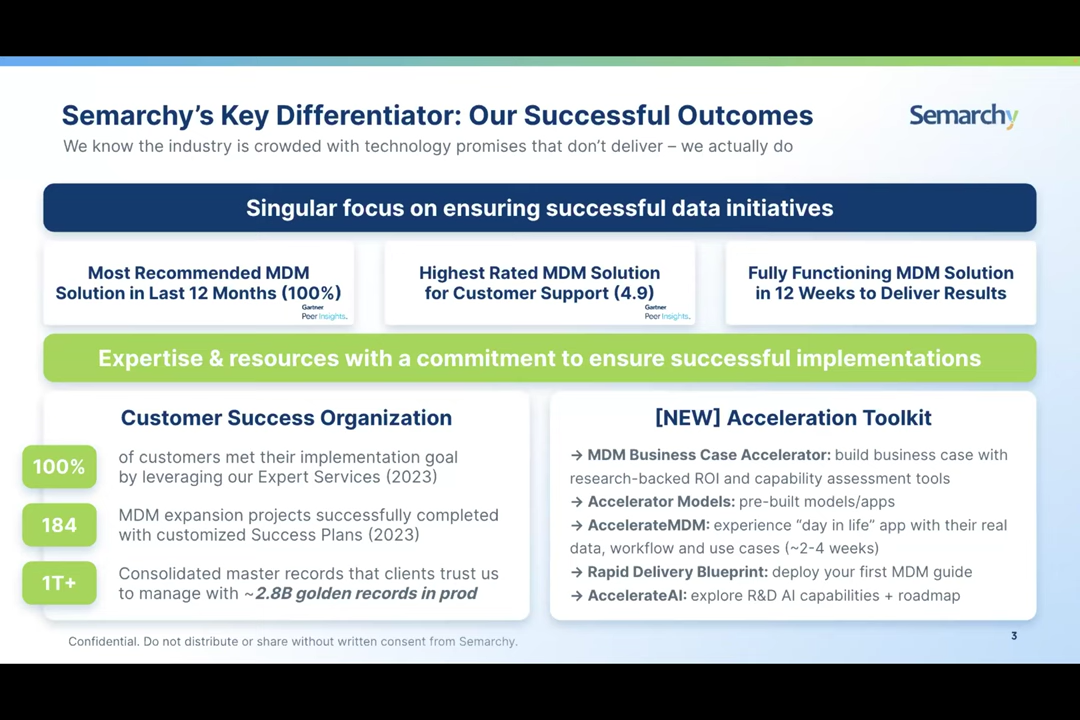 Semarchy's Key Differentiator: Our Successful Outcomes
Semarchy
We know the industry is crowded with technology promises that don't deliver – we actually do
Singular focus on ensuring successful data initiatives
Most Recommended MDM
Solution in Last 12 Months (100%)
Gartner
Peer Insights™
Highest Rated MDM Solution
for Customer Support (4.9)
Gartner
Peer Insights™
Fully Functioning MDM Solution
in 12 Weeks to Deliver Results
Expertise & resources with a commitment to ensure successful implementations
Customer Success Organization
100%
of customers met their implementation goal
by leveraging our Expert Services (2023)
184
MDM expansion projects successfully completed
with customized Success Plans (2023)
1T+
Consolidated master records that clients trust us
to manage with ~2.8B golden records in prod
[NEW] Acceleration Toolkit
→ MDM Business Case Accelerator: build business case with
research-backed ROI and capability assessment tools
→ Accelerator Models: pre-built models/apps
→ AccelerateMDM: experience “day in life” app with their real
data, workflow and use cases (~2-4 weeks)
→ Rapid Delivery Blueprint: deploy your first MDM guide
→ AccelerateAI: explore R&D AI capabilities + roadmap
Confidential. Do not distribute or share without written consent from Semarchy.
3